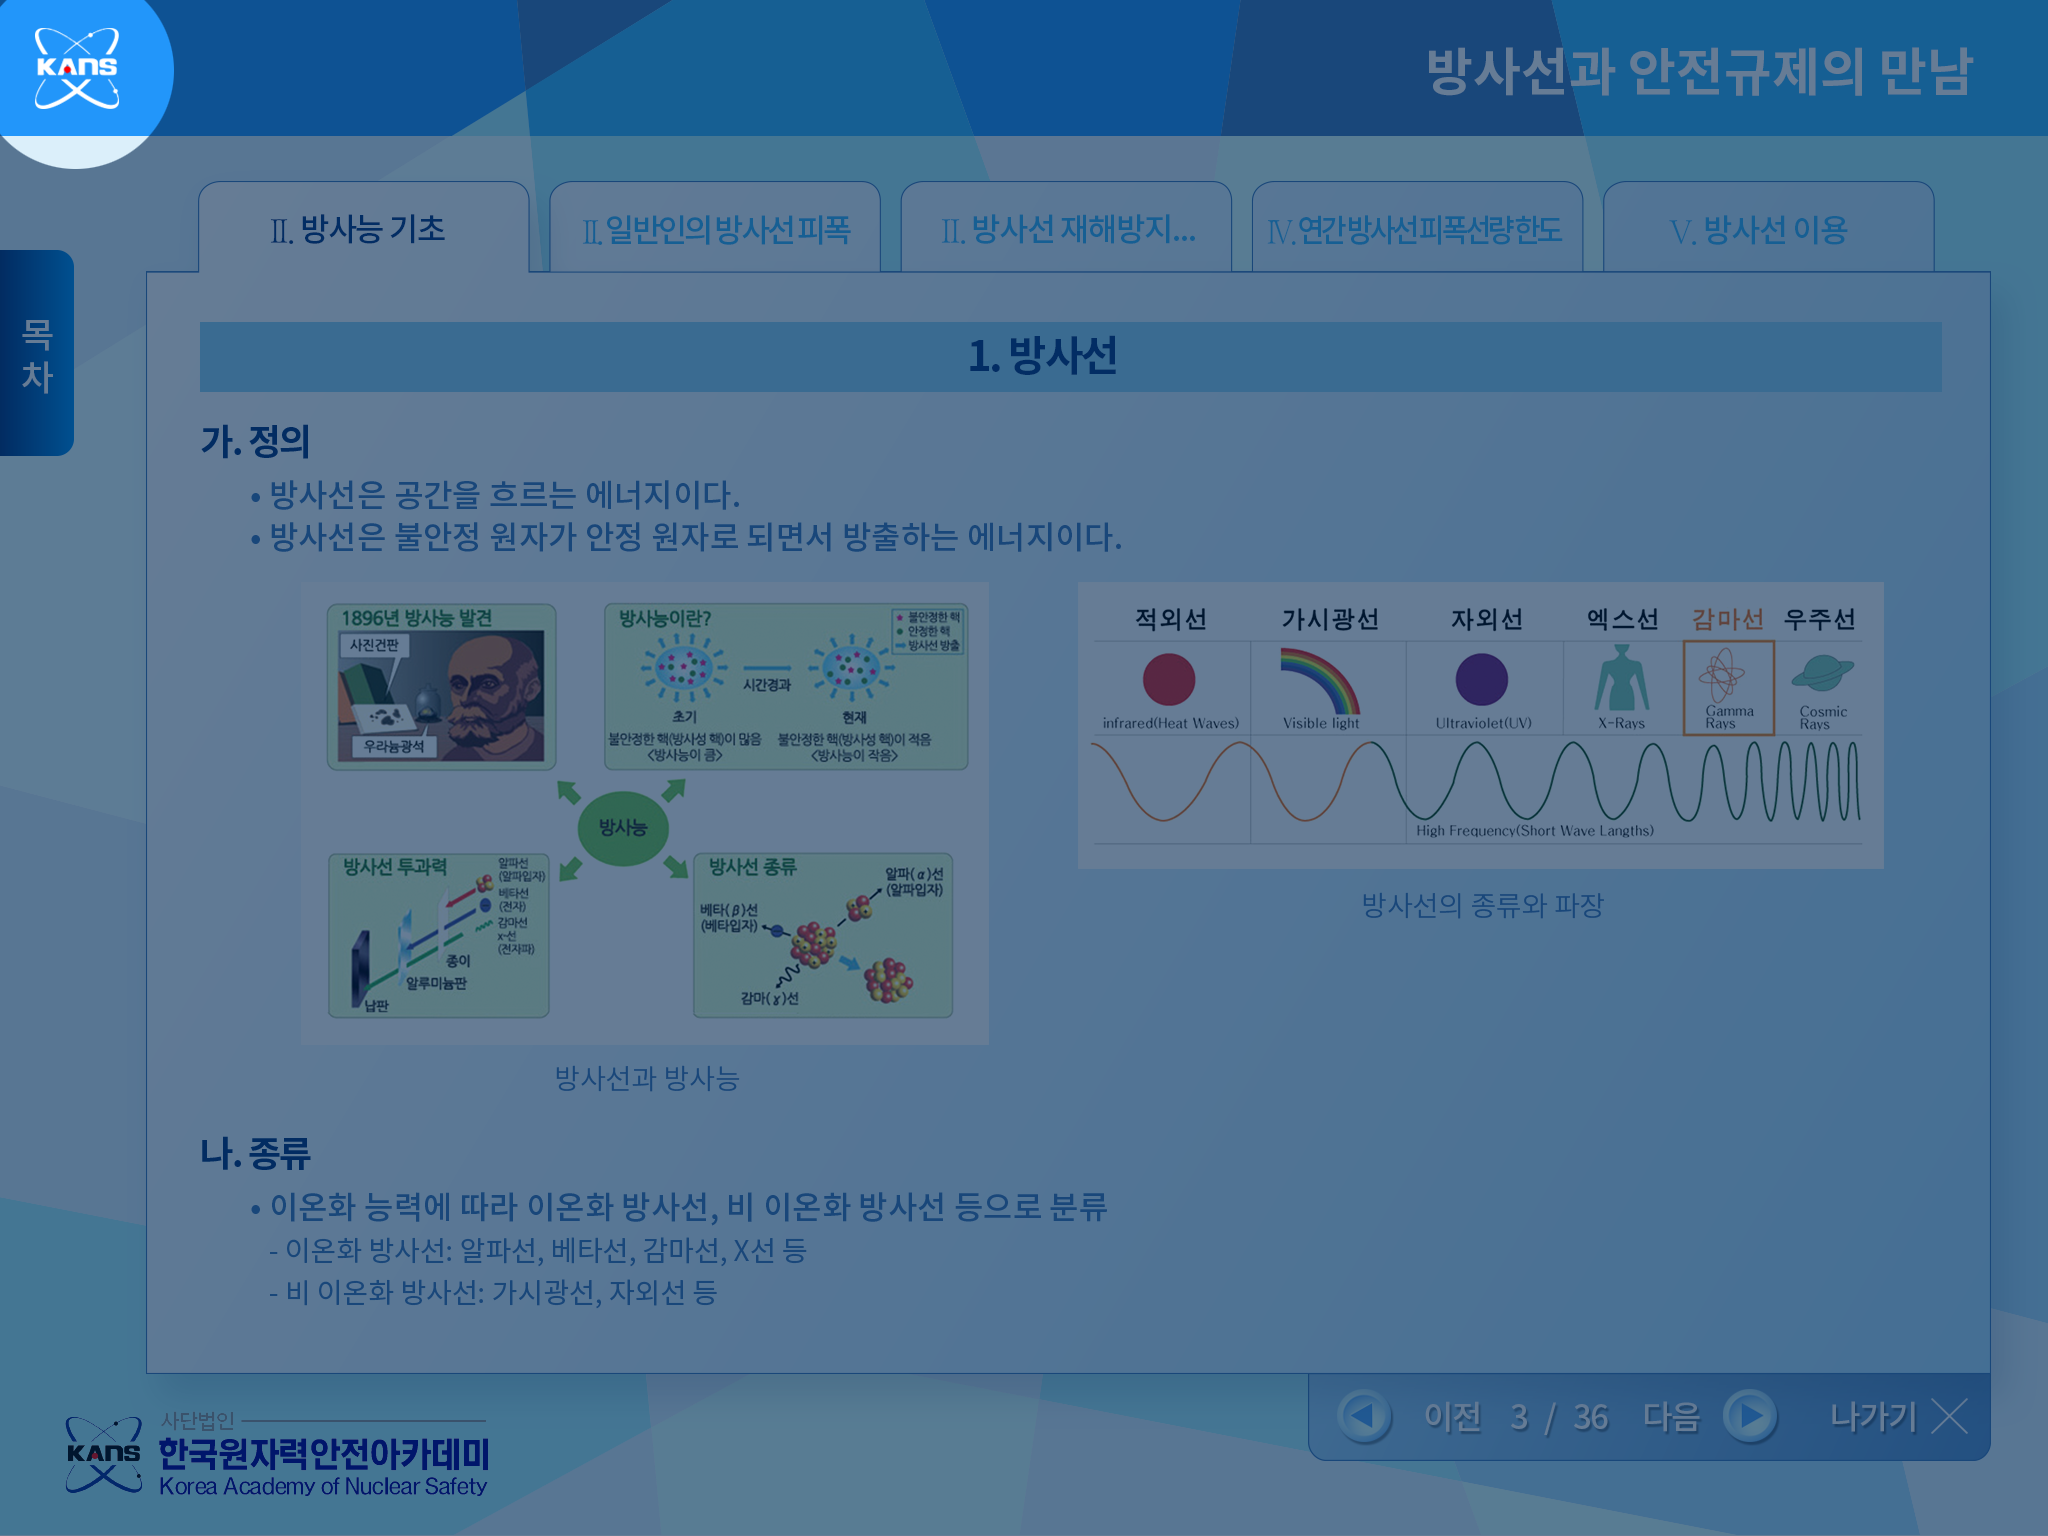 KANS
방사선과 안전규제의 만남
Ⅱ. 방사능 기초
Ⅱ. 일반인의 방사선 피폭
Ⅱ. 방사선 재해방지...
Ⅳ. 연간 방사선 피폭선량 한도
Ⅴ. 방사선 이용
목
차
1. 방사선
가. 정의
• 방사선은 공간을 흐르는 에너지이다.
• 방사선은 불안정 원자가 안정 원자로 되면서 방출하는 에너지이다.
1896년 방사능 발견
사진건판
우라늄광석
방사능이란?
불안정한 핵
안정한 핵
방사선 방출
시간경과
초기
현재
불안정한 핵(방사성 핵)이 많음
<방사능이 큼>
불안정한 핵(방사성 핵)이 적음
<방사능이 작음>
방사능
방사선 투과력
알파선
(알파입자)
베타선
(전자)
감마선
x-선
(전자파)
종이
알루미늄판
납판
방사선 종류
알파(α)선
(알파입자)
베타(β)선
(베타입자)
감마(ɣ)선
방사선과 방사능
적외선
가시광선
자외선
엑스선
감마선
우주선
infrared(Heat Waves)
Visible light
Ultraviolet(UV)
X-Rays
Gamma
Rays
Cosmic
Rays
High Frequency(Short Wave Langths)
방사선의 종류와 파장
나. 종류
• 이온화 능력에 따라 이온화 방사선, 비 이온화 방사선 등으로 분류
- 이온화 방사선: 알파선, 베타선, 감마선, X선 등
- 비 이온화 방사선: 가시광선, 자외선 등
이전 3 / 36 다음
나가기
KANS
사단법인
한국원자력안전아카데미
Korea Academy of Nuclear Safety